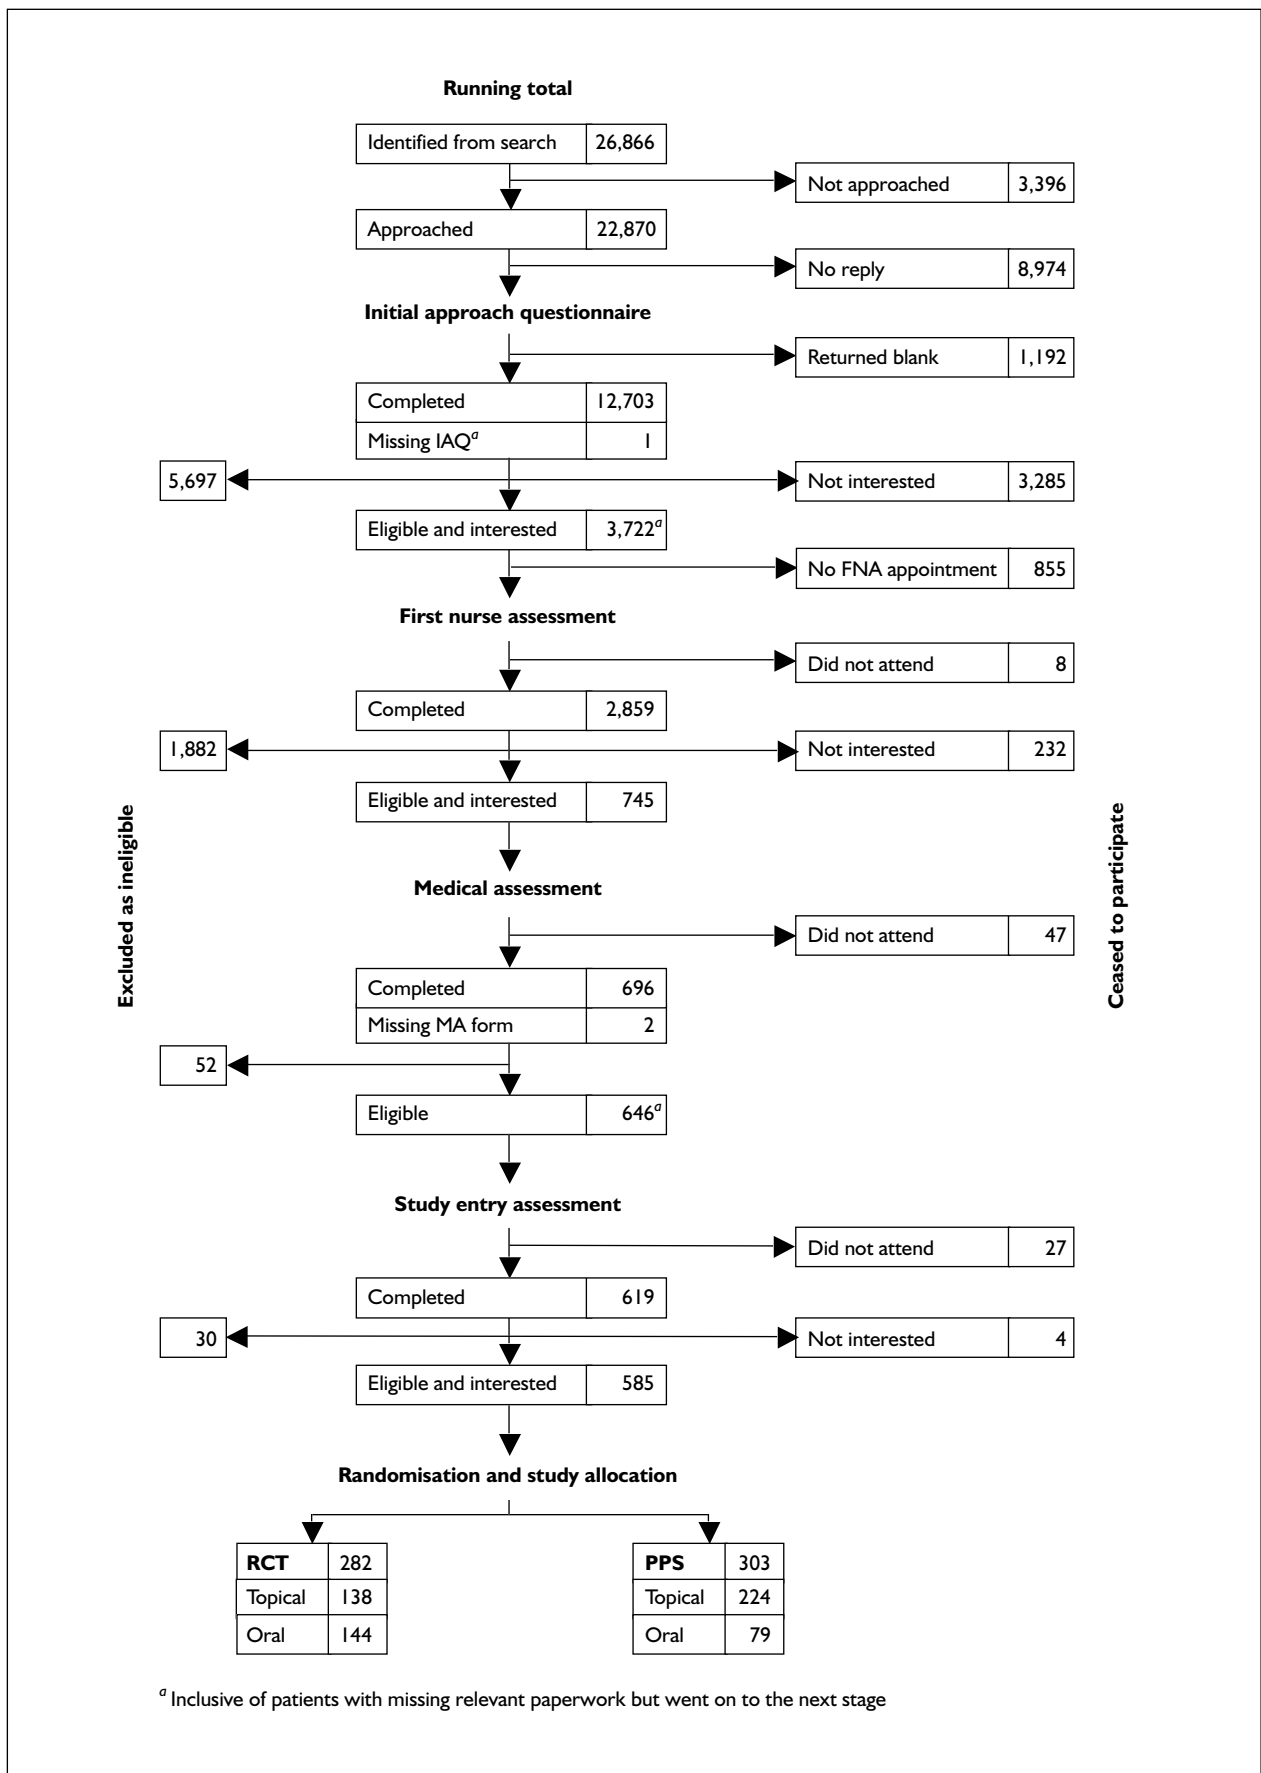 Running total
Identified from search 26,866
Not approached 3,396
Approached 22,870
No reply 8,974
Initial approach questionnaire
Returned blank 1,192
Completed 12,703
Missing IAQa 1
5,697
Not interested 3,285
Eligible and interested 3,722a
No FNA appointment 855
First nurse assessment
Did not attend 8
Completed 2,859
1,882
Not interested 232
Eligible and interested 745
Excluded as ineligible
Ceased to participate
Medical assessment
Did not attend 47
Completed 696
Missing MA form 2
52
Eligible 646a
Study entry assessment
Did not attend 27
Completed 619
30
Not interested 4
Eligible and interested 585
Randomisation and study allocation
RCT 282
Topical 138
Oral 144
PPS 303
Topical 224
Oral 79
a Inclusive of patients with missing relevant paperwork but went on to the next stage